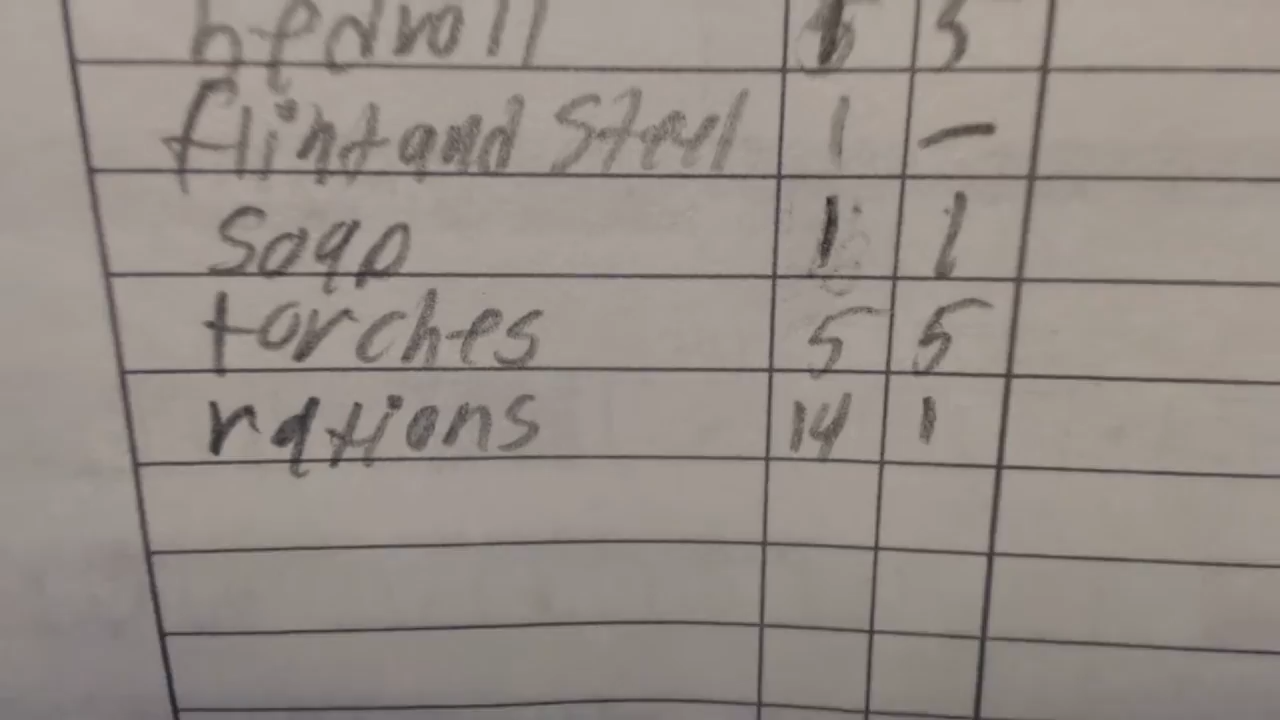 bedroll 5
flint and Steel 1 —
Soap 1 1
torches 5 5
rations 14 1